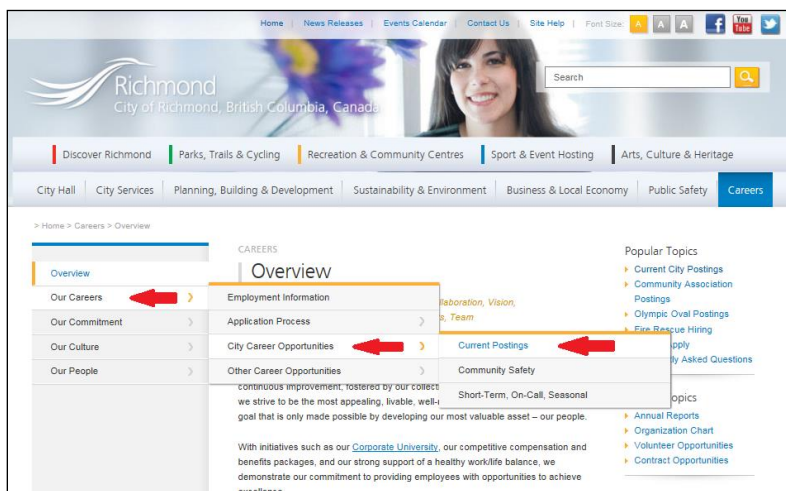 Home | News Releases | Events Calendar | Contact Us | Site Help | Font Size: A A A f You Tube
Richmond
City of Richmond, British Columbia, Canada
Search
Discover Richmond Parks, Trails & Cycling Recreation & Community Centres Sport & Event Hosting Arts, Culture & Heritage
City Hall City Services Planning, Building & Development Sustainability & Environment Business & Local Economy Public Safety Careers
> Home > Careers > Overview
Overview
Our Careers
Our Commitment
Our Culture
Our People
CAREERS
Overview
Vision,
Team
Employment Information
Application Process
City Career Opportunities
Other Career Opportunities
Current Postings
Community Safety
Short-Term, On-Call, Seasonal
continuous improvement, fostered by our
we strive to be the most appealing, livable,
goal that is only made possible by developing our most valuable asset – our people.
With initiatives such as our Corporate University, our competitive compensation and
benefits packages, and our strong support of a healthy work/life balance, we
demonstrate our commitment to providing employees with opportunities to achieve
Popular Topics
Current City Postings
Community Association
Postings
Olympic Oval Postings
Fire Rescue Hiring
Apply
Asked Questions
Annual Reports
Organization Chart
Volunteer Opportunities
Contract Opportunities